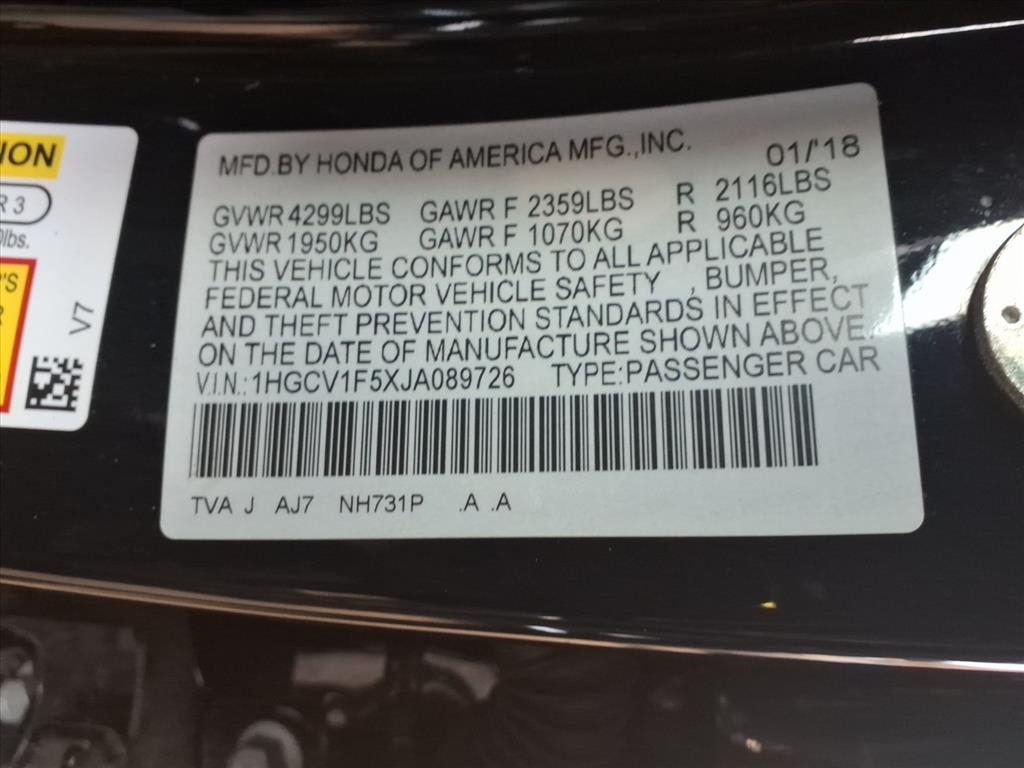 ION
R 3
lbs.
'S
R
V7
MFD.BY HONDA OF AMERICA MFG.,INC. 01/'18
GVWR 4299LBS GAWR F 2359LBS R 2116LBS
GVWR 1950KG GAWR F 1070KG R 960KG
THIS VEHICLE CONFORMS TO ALL APPLICABLE
FEDERAL MOTOR VEHICLE SAFETY , BUMPER,
AND THEFT PREVENTION STANDARDS IN EFFECT
ON THE DATE OF MANUFACTURE SHOWN ABOVE.
V.I.N.: 1HGCV1F5XJA089726 TYPE:PASSENGER CAR
TVA J AJ7 NH731P .A .A